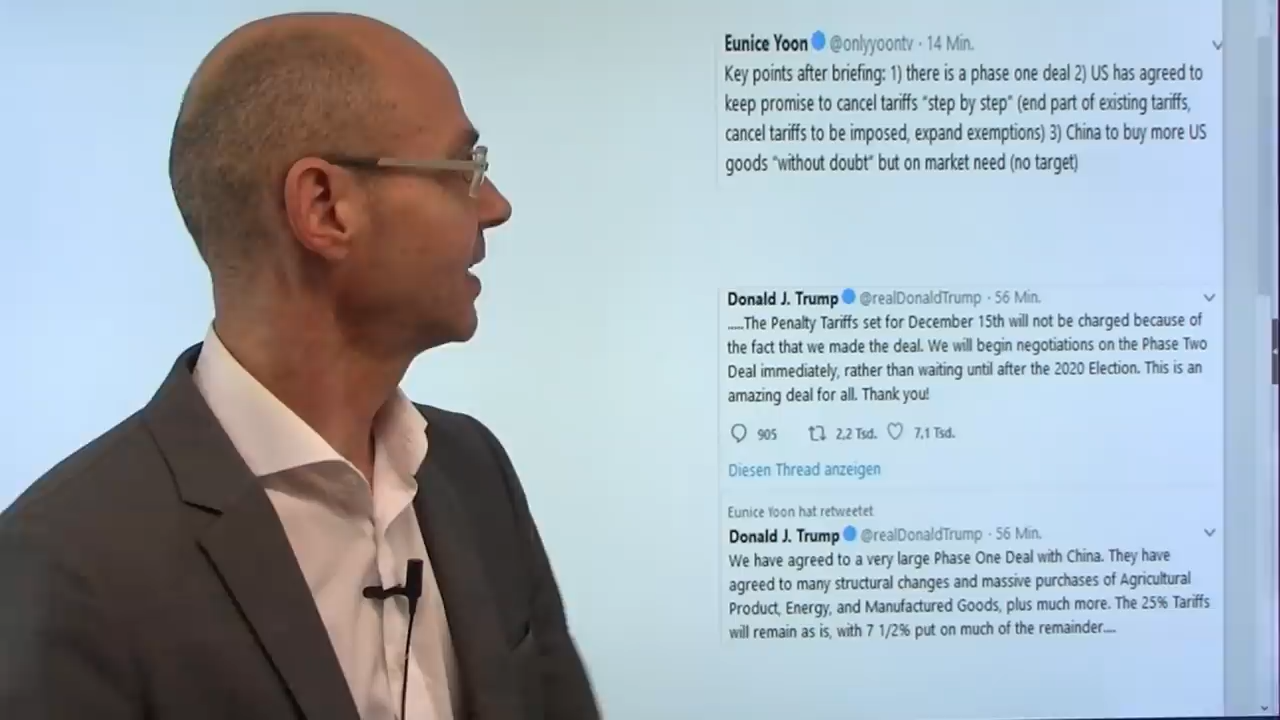 Eunice Yoon @onlyyoontv · 14 Min.
Key points after briefing: 1) there is a phase one deal 2) US has agreed to
keep promise to cancel tariffs "step by step" (end part of existing tariffs,
cancel tariffs to be imposed, expand exemptions) 3) China to buy more US
goods "without doubt" but on market need (no target)
Donald J. Trump @realDonaldTrump · 56 Min.
.....The Penalty Tariffs set for December 15th will not be charged because of
the fact that we made the deal. We will begin negotiations on the Phase Two
Deal immediately, rather than waiting until after the 2020 Election. This is an
amazing deal for all. Thank you!
905 2,2 Tsd. 7,1 Tsd.
Diesen Thread anzeigen
Eunice Yoon hat retweetet
Donald J. Trump @realDonaldTrump · 56 Min.
We have agreed to a very large Phase One Deal with China. They have
agreed to many structural changes and massive purchases of Agricultural
Product, Energy, and Manufactured Goods, plus much more. The 25% Tariffs
will remain as is, with 7 1/2% put on much of the remainder....